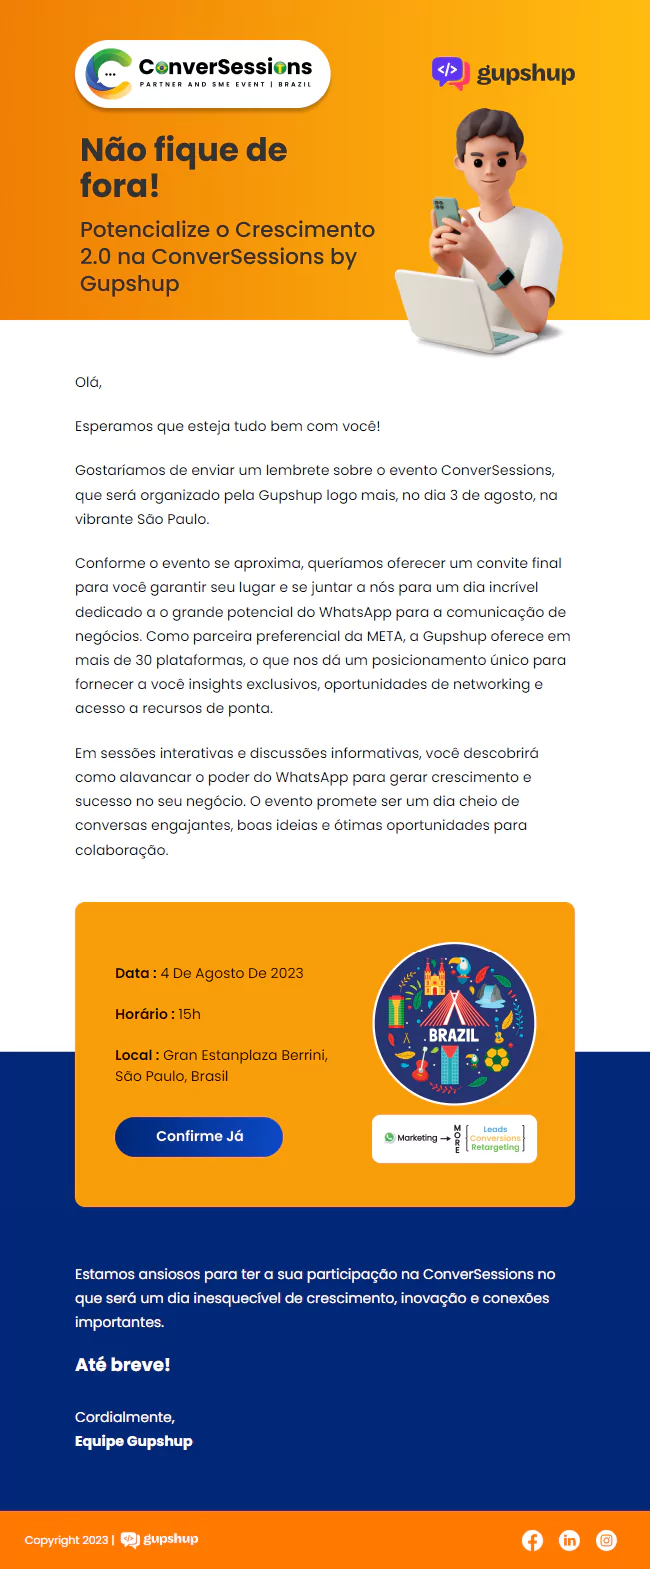 ConverSessions
PARTNER AND SME EVENT | BRAZIL
</> gupshup
Não fique de
fora!
Potencialize o Crescimento
2.0 na ConverSessions by
Gupshup
Olá,
Esperamos que esteja tudo bem com você!
Gostaríamos de enviar um lembrete sobre o evento ConverSessions,
que será organizado pela Gupshup logo mais, no dia 3 de agosto, na
vibrante São Paulo.
Conforme o evento se aproxima, queríamos oferecer um convite final
para você garantir seu lugar e se juntar a nós para um dia incrível
dedicado a o grande potencial do WhatsApp para a comunicação de
negócios. Como parceira preferencial da META, a Gupshup oferece em
mais de 30 plataformas, o que nos dá um posicionamento único para
fornecer a você insights exclusivos, oportunidades de networking e
acesso a recursos de ponta.
Em sessões interativas e discussões informativas, você descobrirá
como alavancar o poder do WhatsApp para gerar crescimento e
sucesso no seu negócio. O evento promete ser um dia cheio de
conversas engajantes, boas ideias e ótimas oportunidades para
colaboração.
Data : 4 De Agosto De 2023
Horário : 15h
Local : Gran Estanplaza Berrini,
São Paulo, Brasil
Confirme Já
BRAZIL
Marketing → MORE [ Leads
Conversions
Retargeting ]
Estamos ansiosos para ter a sua participação na ConverSessions no
que será um dia inesquecível de crescimento, inovação e conexões
importantes.
Até breve!
Cordialmente,
Equipe Gupshup
Copyright 2023 | </> gupshup